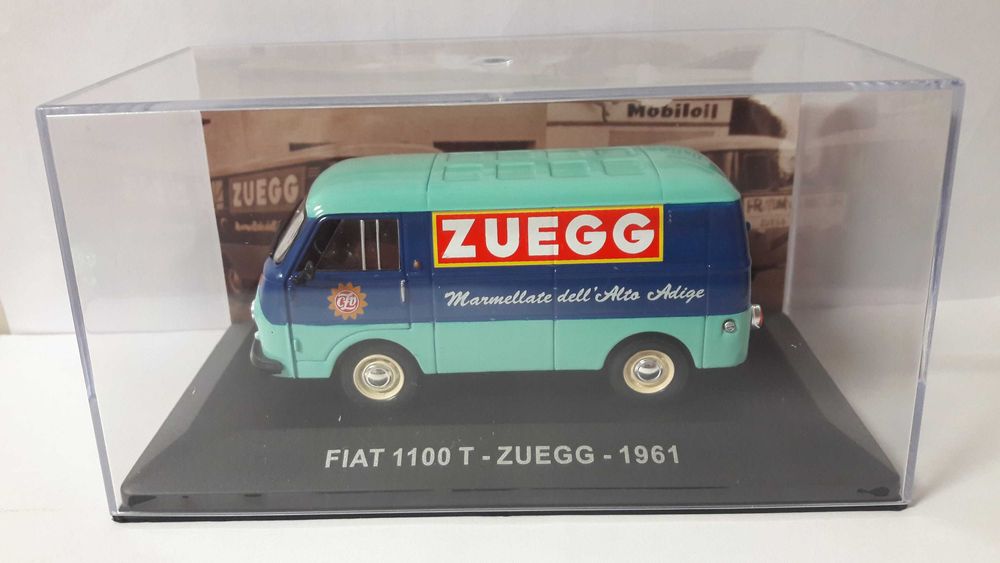 Mobiloil
ZUEGG
ZUEGG
Marmellate dell'Alto Adige
FIAT 1100 T - ZUEGG - 1961